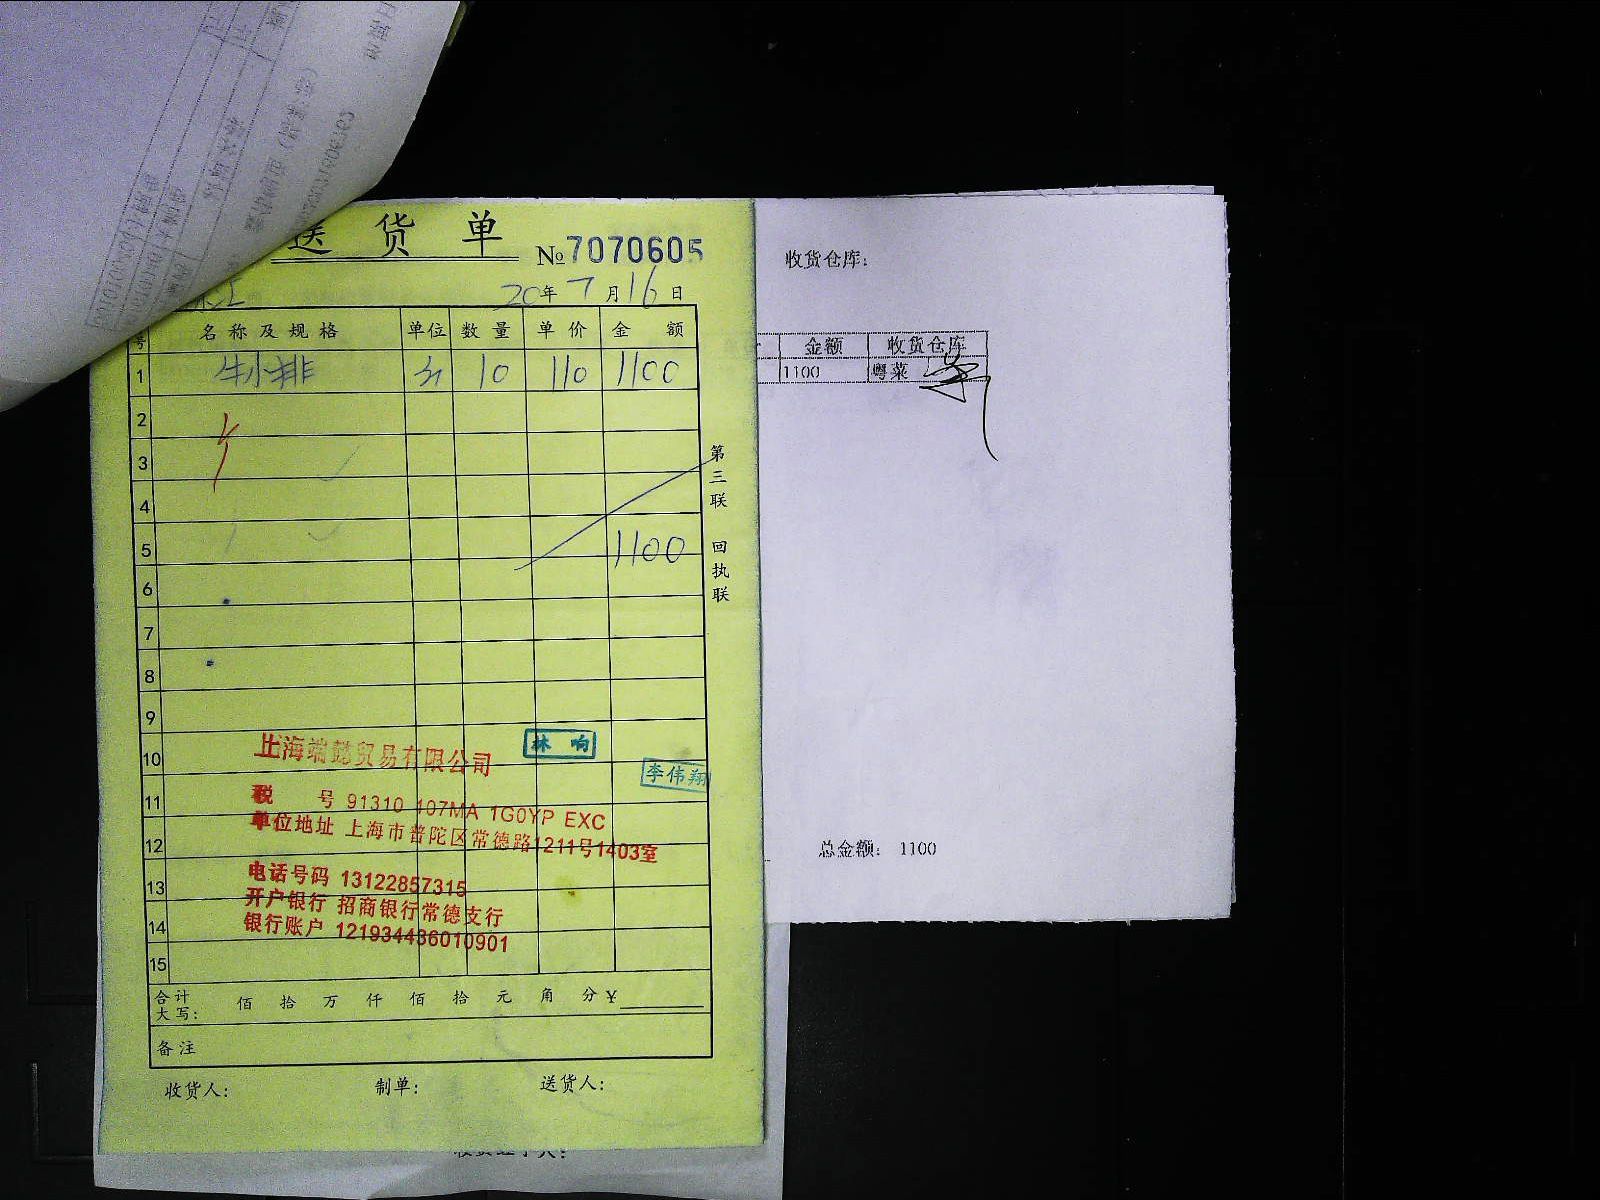 送货单
№7070605
20年7月16日
号 名称及规格 单位 数量 单价 金额
1 牛小排 10 110 1100
2
3
4
5 1100
6
7
8
9
10
11
12
13
14
15
第三联 回执联
上海端懿贸易有限公司
林响
李伟翔
税 号 91310 107MA 1G0YP EXC
单位地址 上海市普陀区常德路1211号1403室
电话号码 13122857315
开户银行 招商银行常德支行
银行账户 121934436010901
合计大写: 佰 拾 万 仟 佰 拾 元 角 分 ¥
备注
收货人: 制单: 送货人:
收货仓库:
金额 收货仓库
1100 粤菜
总金额: 1100